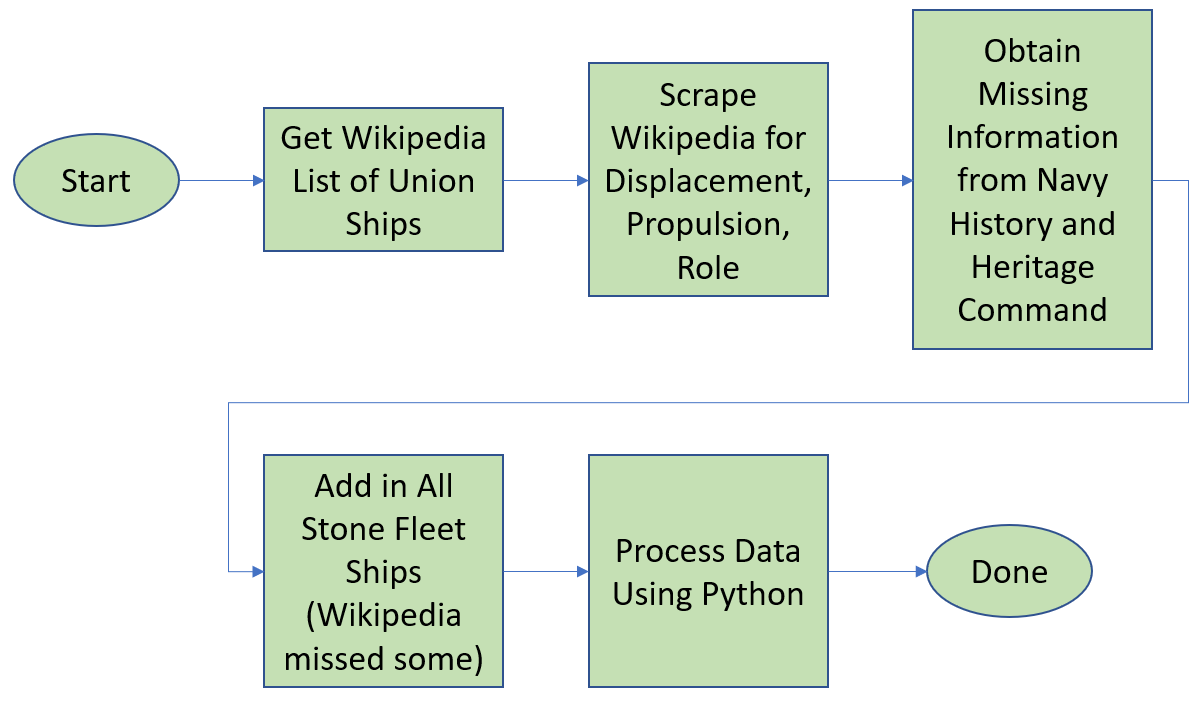 Start
Get Wikipedia
List of Union
Ships
Scrape
Wikipedia for
Displacement,
Propulsion,
Role
Obtain
Missing
Information
from Navy
History and
Heritage
Command
Add in All
Stone Fleet
Ships
(Wikipedia
missed some)
Process Data
Using Python
Done